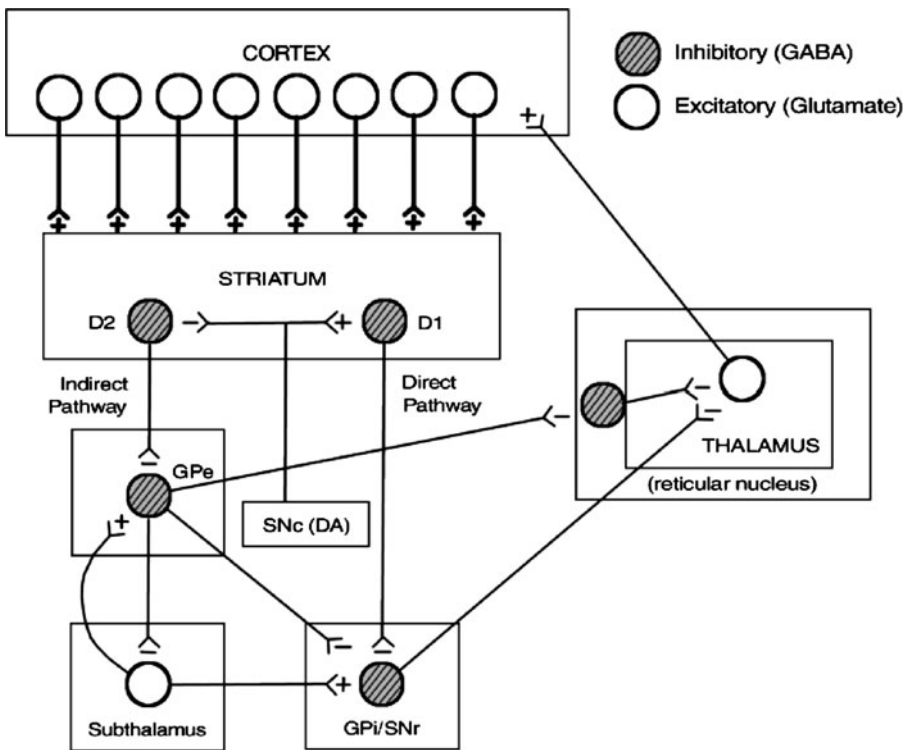 CORTEX
Inhibitory (GABA)
Excitatory (Glutamate)
+
+ + + + + + + +
STRIATUM
D2 - + D1
Indirect
Pathway
Direct
Pathway
-
-
-
-
THALAMUS
(reticular nucleus)
-
GPe
+
SNc (DA)
-
-
-
+
Subthalamus
GPi/SNr